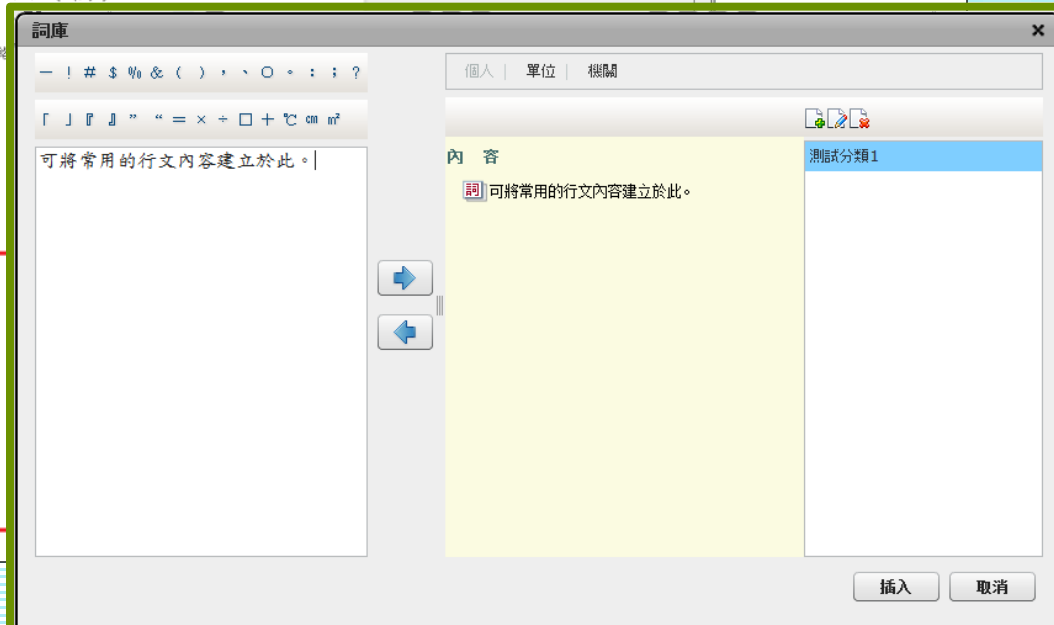 詞庫
— ! # $ % & ( ) , 、 〇 。 : ; ?
「 」 『 』 ” “ = × ÷ □ + ℃ ㎝ ㎡
可將常用的行文內容建立於此。
個人 | 單位 | 機關
內 容
詞 可將常用的行文內容建立於此。
測試分類1
插入 取消